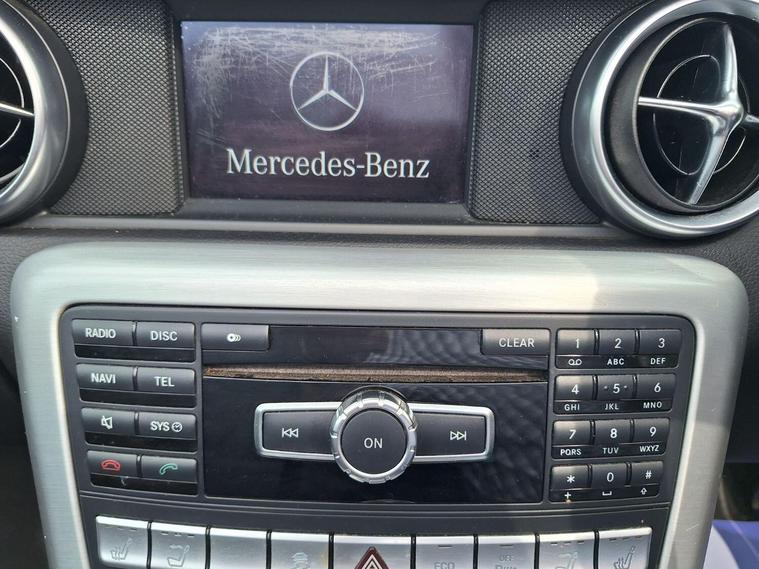 Mercedes-Benz
RADIO DISC CLEAR 1 2 3
ABC DEF
NAVI TEL 4 5 6
GHI JKL MNO
SYS ON 7 8 9
PQRS TUV WXYZ
* 0 #
+
ECO OFF